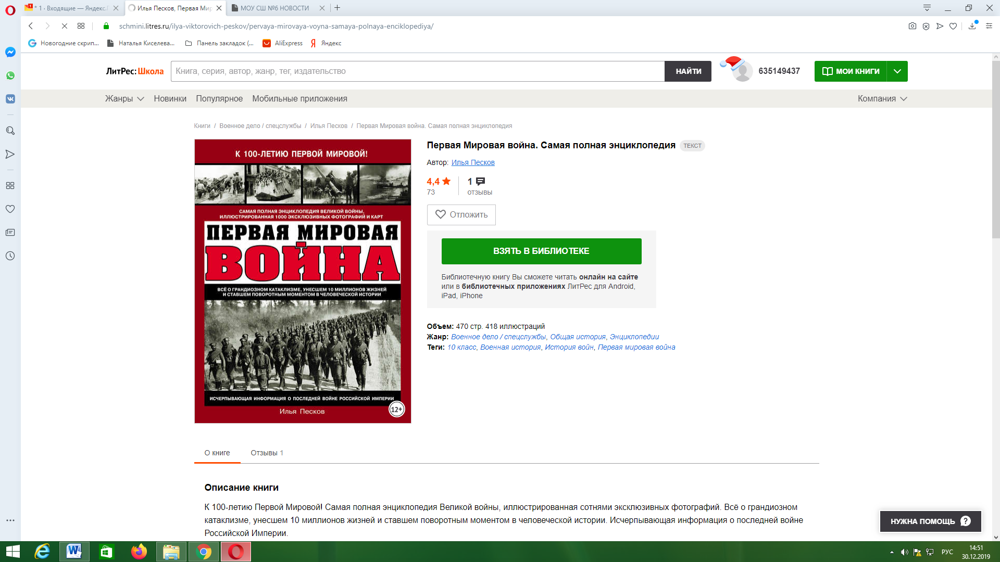 1
* 1 · Входящие — Яндекс.
Илья Песков, Первая Мир
МОУ СШ №6 НОВОСТИ
schmini.litres.ru/ilya-viktorovich-peskov/pervaya-mirovaya-voyna-samaya-polnaya-enciklopediya/
Новогодние скрип...
Наталья Киселева...
Панель закладок (...
AliExpress
Я Яндекс
ЛитРес: Школа
Книга, серия, автор, жанр, тег, издательство
НАЙТИ
635149437
МОИ КНИГИ
Жанры
Новинки
Популярное
Мобильные приложения
Компания
Книги / Военное дело / спецслужбы / Илья Песков / Первая Мировая война. Самая полная энциклопедия
К 100-ЛЕТИЮ ПЕРВОЙ МИРОВОЙ!
САМАЯ ПОЛНАЯ ЭНЦИКЛОПЕДИЯ ВЕЛИКОЙ ВОЙНЫ,
ИЛЛЮСТРИРОВАННАЯ 1000 ЭКСКЛЮЗИВНЫХ ФОТОГРАФИЙ И КАРТ
ПЕРВАЯ МИРОВАЯ
ВОЙНА
ВСЁ О ГРАНДИОЗНОМ КАТАКЛИЗМЕ, УНЕСШЕМ 10 МИЛЛИОНОВ ЖИЗНЕЙ
И СТАВШЕМ ПОВОРОТНЫМ МОМЕНТОМ В ЧЕЛОВЕЧЕСКОЙ ИСТОРИИ
ИСЧЕРПЫВАЮЩАЯ ИНФОРМАЦИЯ О ПОСЛЕДНЕЙ ВОЙНЕ РОССИЙСКОЙ ИМПЕРИИ
12+
Илья Песков
Первая Мировая война. Самая полная энциклопедия ТЕКСТ
Автор: Илья Песков
4,4
73
1
отзывы
Отложить
ВЗЯТЬ В БИБЛИОТЕКЕ
Библиотечную книгу Вы сможете читать онлайн на сайте
или в библиотечных приложениях ЛитРес для Android,
iPad, iPhone
Объем: 470 стр. 418 иллюстраций
Жанр: Военное дело / спецслужбы, Общая история, Энциклопедии
Теги: 10 класс, Военная история, История войн, Первая мировая война
О книге
Отзывы 1
Описание книги
К 100-летию Первой Мировой! Самая полная энциклопедия Великой войны, иллюстрированная сотнями эксклюзивных фотографий. Всё о грандиозном
катаклизме, унесшем 10 миллионов жизней и ставшем поворотным моментом в человеческой истории. Исчерпывающая информация о последней войне
Российской Империи.
НУЖНА ПОМОЩЬ ?
РУС
14:51
30.12.2019